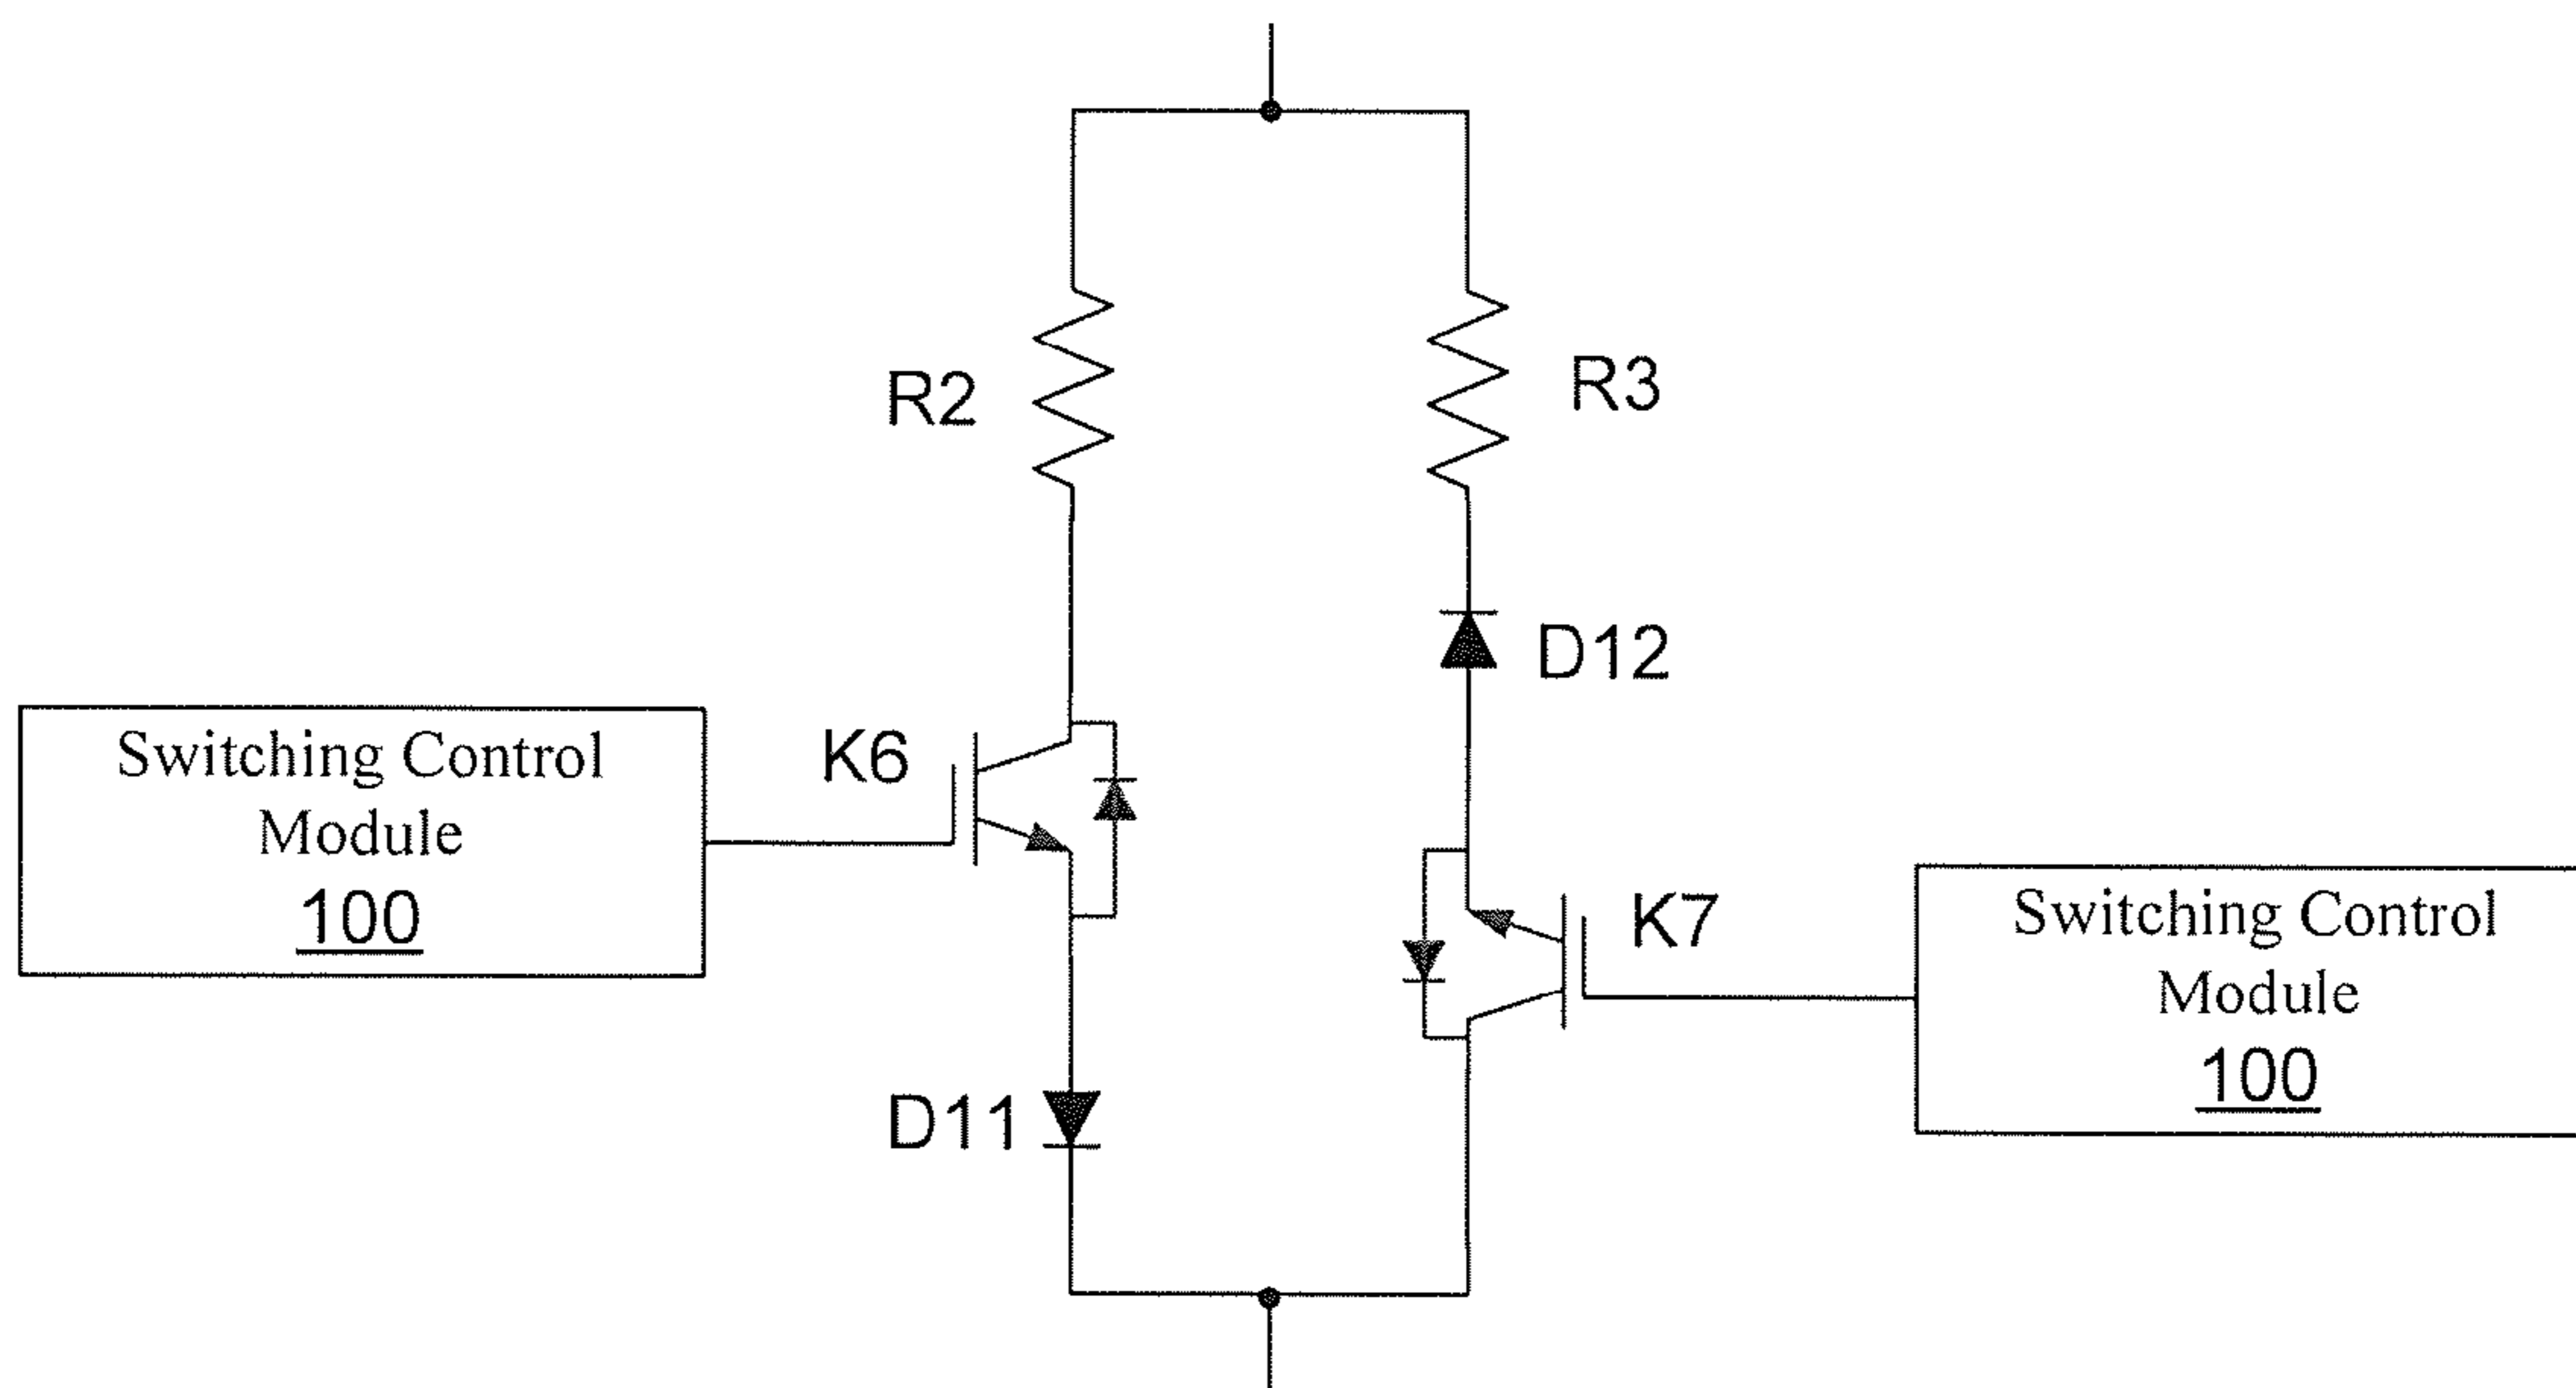 R2
R3
D12
K6
Switching Control
Module
100
K7
Switching Control
Module
100
D11